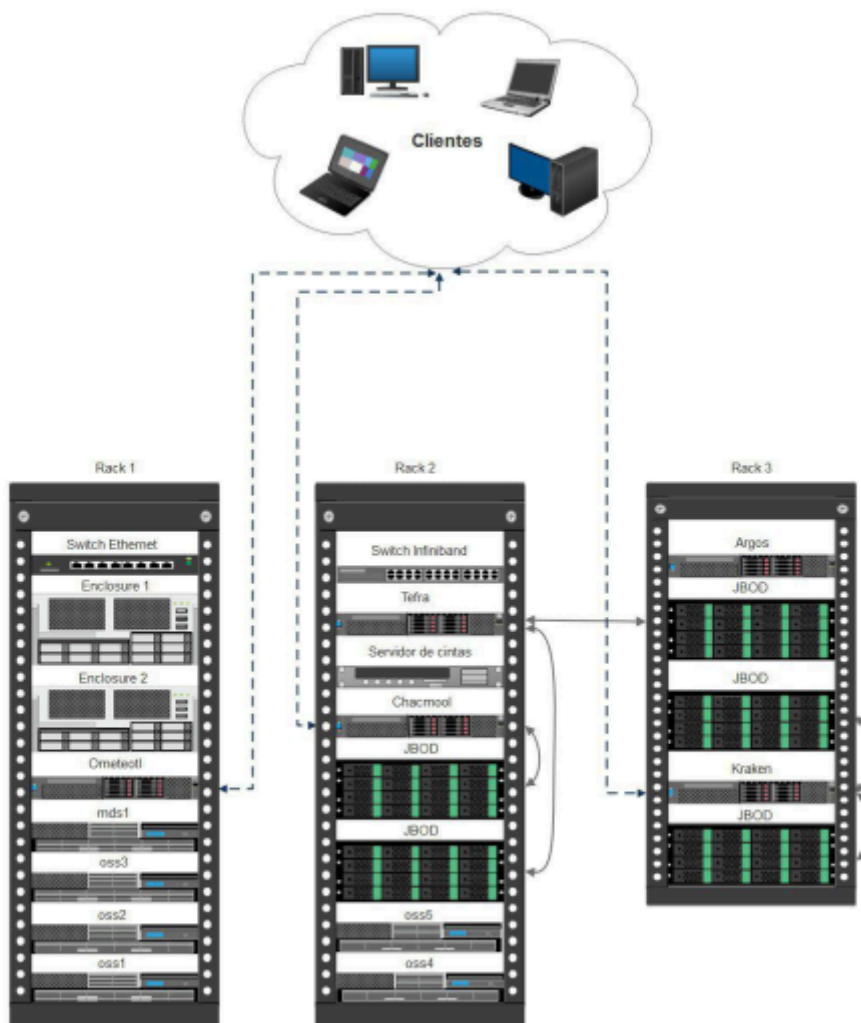 Clientes
Rack 1
Switch Ethernet
Enclosure 1
Enclosure 2
Ometeotl
mds1
oss3
oss2
oss1
Rack 2
Switch Infiniband
Tefra
Servidor de cintas
Chacmool
JBOD
JBOD
oss5
oss4
Rack 3
Argos
JBOD
JBOD
Kraken
JBOD